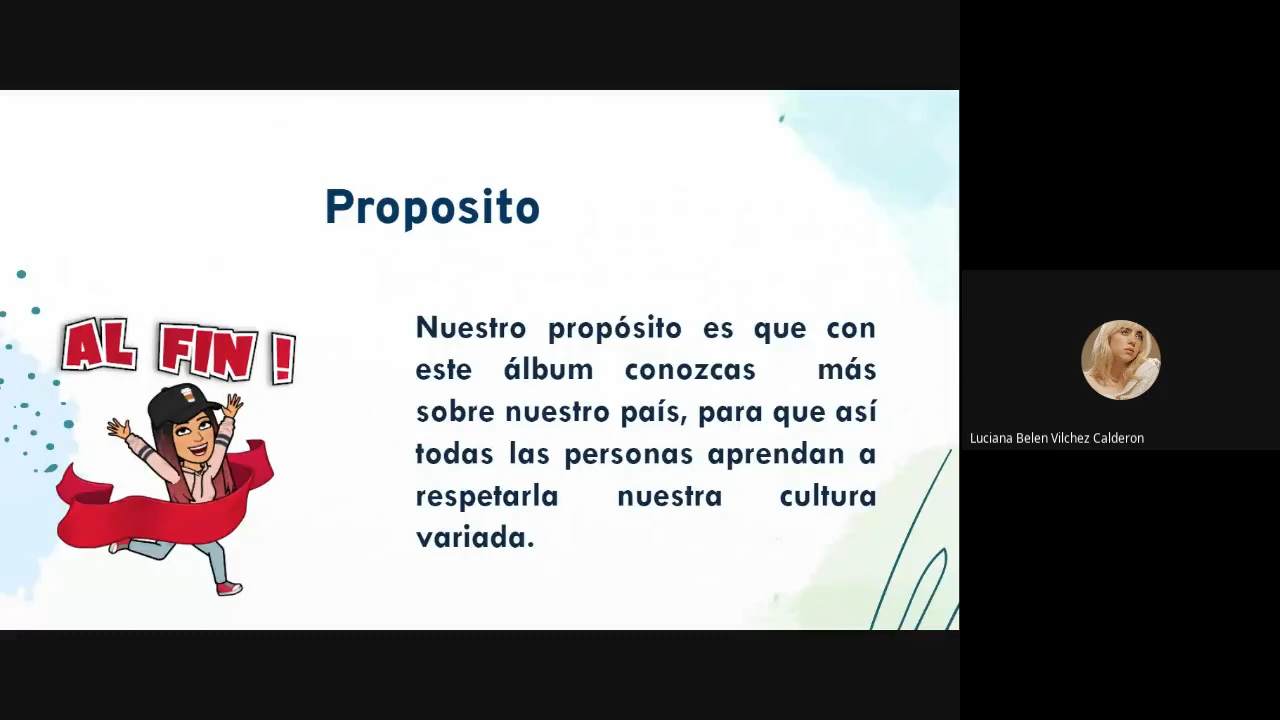 Proposito
AL FIN !
Nuestro propósito es que con
este álbum conozcas más
sobre nuestro país, para que así
todas las personas aprendan a
respetarla nuestra cultura
variada.
Luciana Belen Vilchez Calderon